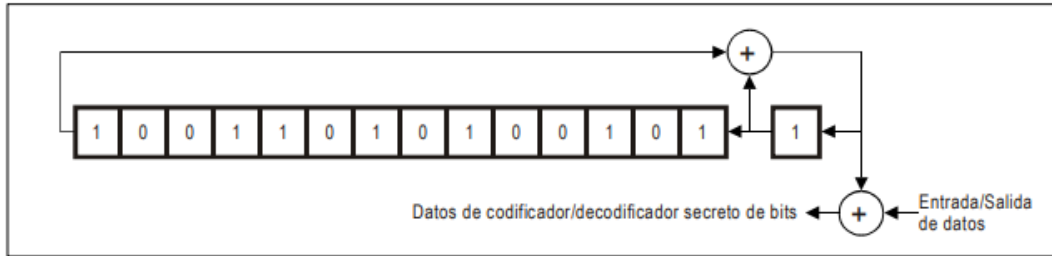 +
1 0 0 1 1 0 1 0 1 0 0 1 0 1 1
Datos de codificador/decodificador secreto de bits + Entrada/Salida
de datos